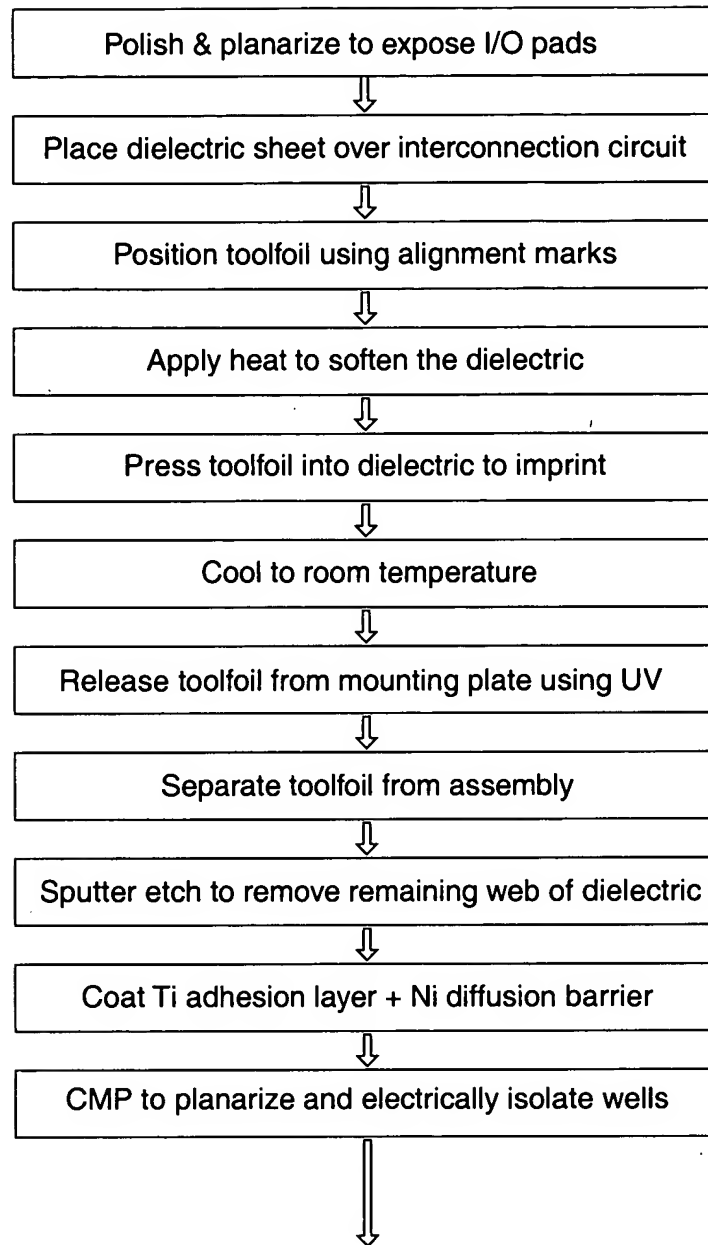 Polish & planarize to expose I/O pads
Place dielectric sheet over interconnection circuit
Position toolfoil using alignment marks
Apply heat to soften the dielectric
Press toolfoil into dielectric to imprint
Cool to room temperature
Release toolfoil from mounting plate using UV
Separate toolfoil from assembly
Sputter etch to remove remaining web of dielectric
Coat Ti adhesion layer + Ni diffusion barrier
CMP to planarize and electrically isolate wells